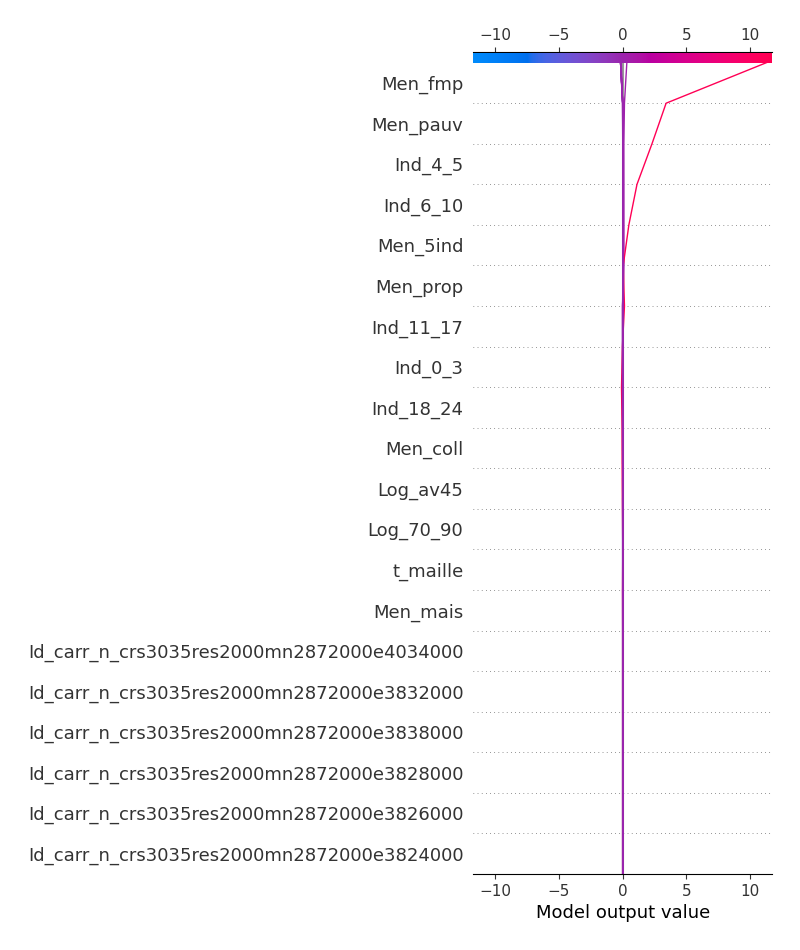 −10 −5 0 5 10
Men_fmp
Men_pauv
Ind_4_5
Ind_6_10
Men_5ind
Men_prop
Ind_11_17
Ind_0_3
Ind_18_24
Men_coll
Log_av45
Log_70_90
t_maille
Men_mais
Id_carr_n_crs3035res2000mn2872000e4034000
Id_carr_n_crs3035res2000mn2872000e3832000
Id_carr_n_crs3035res2000mn2872000e3838000
Id_carr_n_crs3035res2000mn2872000e3828000
Id_carr_n_crs3035res2000mn2872000e3826000
Id_carr_n_crs3035res2000mn2872000e3824000
−10 −5 0 5 10
Model output value